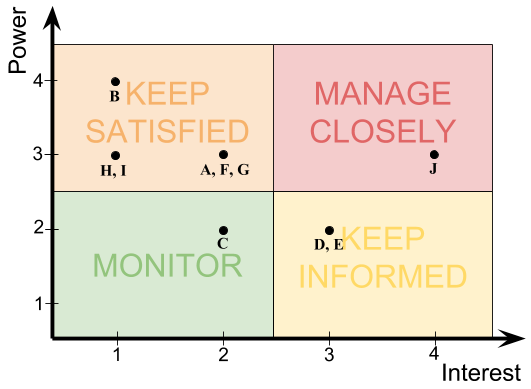 Power
4
3
2
1
KEEP
SATISFIED
B
H, I
A, F, G
MANAGE
CLOSELY
J
MONITOR
C
KEEP
INFORMED
D, E
1
2
3
4
Interest